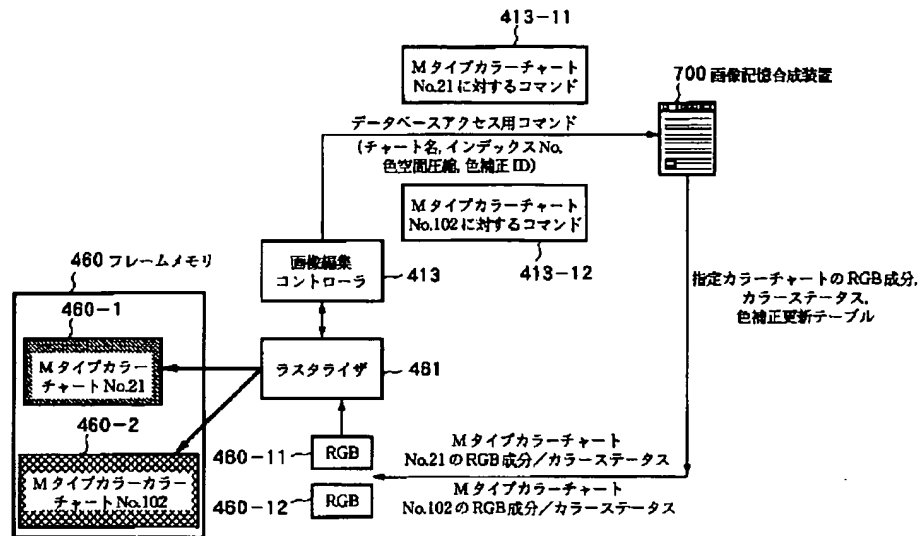 413-11
Mタイプカラーチャート
No.21に対するコマンド
700 画像記憶合成装置
データベースアクセス用コマンド
(チャート名,インデックスNo,
色空間圧縮,色補正ID)
Mタイプカラーチャート
No.102に対するコマンド
413-12
460 フレームメモリ
画像編集
コントローラ
413
指定カラーチャートのRGB成分,
カラーステータス,
色補正更新テーブル
460-1
Mタイプカラー
チャートNo.21
ラスタライザ
461
460-2
Mタイプカラーカラー
チャートNo.102
460-11
RGB
Mタイプカラーチャート
No.21のRGB成分/カラーステータス
460-12
RGB
Mタイプカラーチャート
No.102のRGB成分/カラーステータス